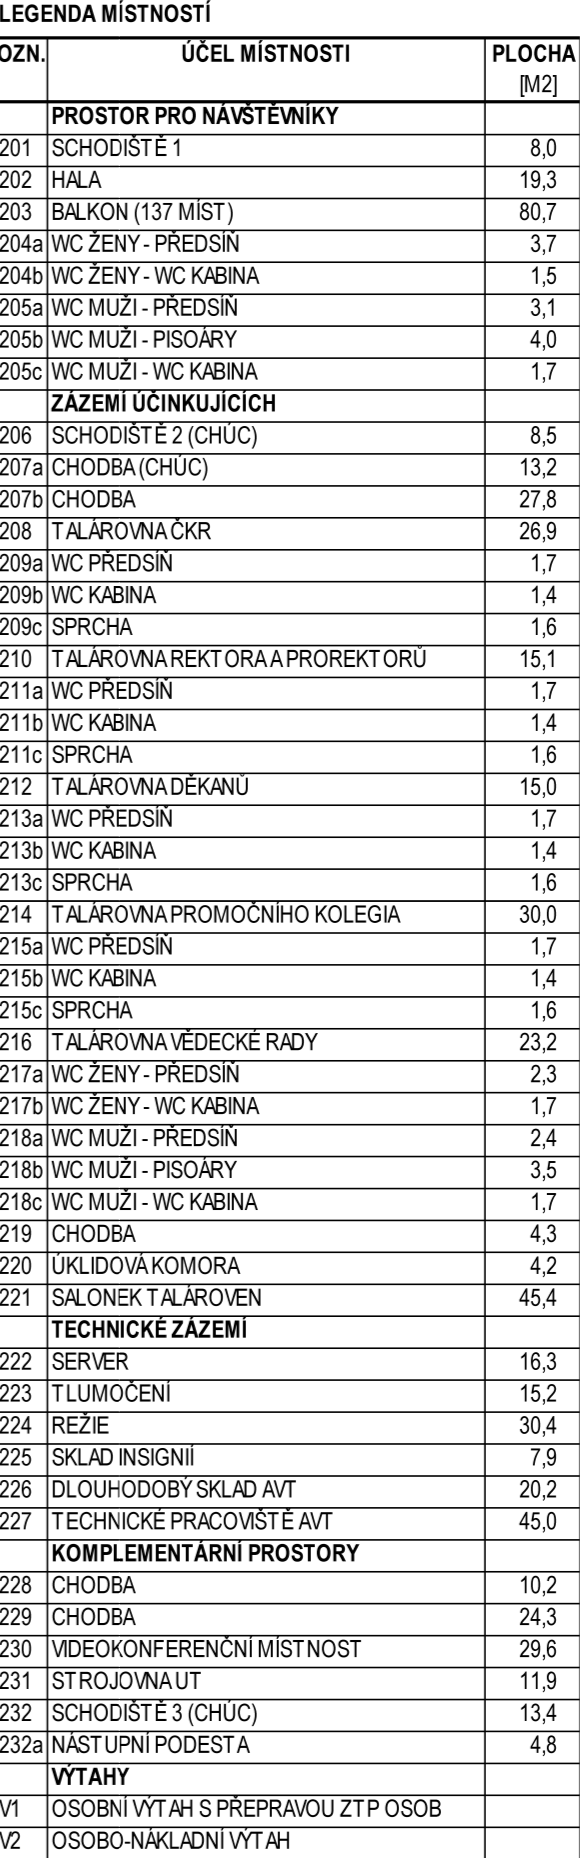 LEGENDA MÍSTNOSTÍ
OZN. ÚČEL MÍSTNOSTI PLOCHA
[M2]
PROSTOR PRO NÁVŠTĚVNÍKY
201 SCHODIŠTĚ 1 8,0
202 HALA 19,3
203 BALKON (137 MÍST) 80,7
204a WC ŽENY - PŘEDSÍŇ 3,7
204b WC ŽENY - WC KABINA 1,5
205a WC MUŽI - PŘEDSÍŇ 3,1
205b WC MUŽI - PISOÁRY 4,0
205c WC MUŽI - WC KABINA 1,7
ZÁZEMÍ ÚČINKUJÍCÍCH
206 SCHODIŠTĚ 2 (CHÚC) 8,5
207a CHODBA (CHÚC) 13,2
207b CHODBA 27,8
208 TALÁROVNA ČKR 26,9
209a WC PŘEDSÍŇ 1,7
209b WC KABINA 1,4
209c SPRCHA 1,6
210 TALÁROVNA REKTORA A PROREKTORŮ 15,1
211a WC PŘEDSÍŇ 1,7
211b WC KABINA 1,4
211c SPRCHA 1,6
212 TALÁROVNA DĚKANŮ 15,0
213a WC PŘEDSÍŇ 1,7
213b WC KABINA 1,4
213c SPRCHA 1,6
214 TALÁROVNA PROMOČNÍHO KOLEGIA 30,0
215a WC PŘEDSÍŇ 1,7
215b WC KABINA 1,4
215c SPRCHA 1,6
216 TALÁROVNA VĚDECKÉ RADY 23,2
217a WC ŽENY - PŘEDSÍŇ 2,3
217b WC ŽENY - WC KABINA 1,7
218a WC MUŽI - PŘEDSÍŇ 2,4
218b WC MUŽI - PISOÁRY 3,5
218c WC MUŽI - WC KABINA 1,7
219 CHODBA 4,3
220 ÚKLIDOVÁ KOMORA 4,2
221 SALONEK TALÁROVEN 45,4
TECHNICKÉ ZÁZEMÍ
222 SERVER 16,3
223 TLUMOČENÍ 15,2
224 REŽIE 30,4
225 SKLAD INSIGNIÍ 7,9
226 DLOUHODOBÝ SKLAD AVT 20,2
227 TECHNICKÉ PRACOVIŠTĚ AVT 45,0
KOMPLEMENTÁRNÍ PROSTORY
228 CHODBA 10,2
229 CHODBA 24,3
230 VIDEOKONFERENČNÍ MÍSTNOST 29,6
231 STROJOVNA UT 11,9
232 SCHODIŠTĚ 3 (CHÚC) 13,4
232a NÁSTUPNÍ PODESTA 4,8
VÝTAHY
V1 OSOBNÍ VÝTAH S PŘEPRAVOU ZTP OSOB
V2 OSOBO-NÁKLADNÍ VÝTAH